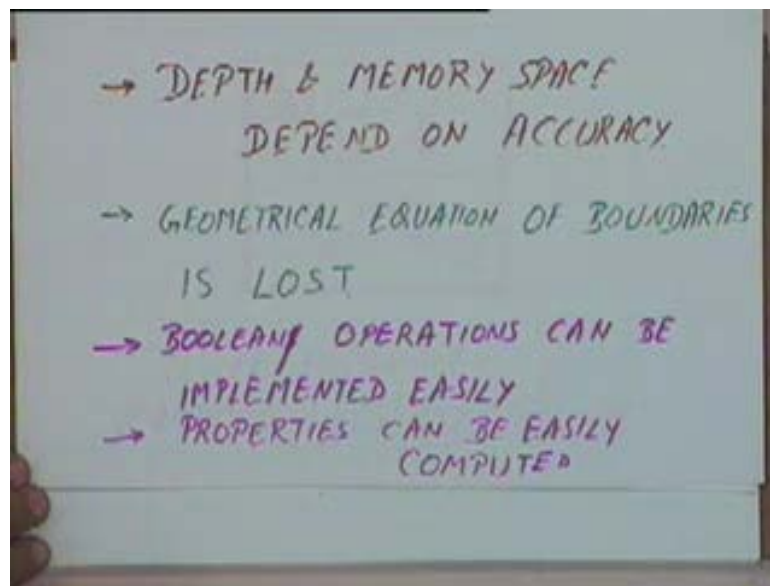 → DEPTH & MEMORY SPACE
DEPEND ON ACCURACY
→ GEOMETRICAL EQUATION OF BOUNDARIES
IS LOST
→ BOOLEAN OPERATIONS CAN BE
IMPLEMENTED EASILY
→ PROPERTIES CAN BE EASILY
COMPUTED